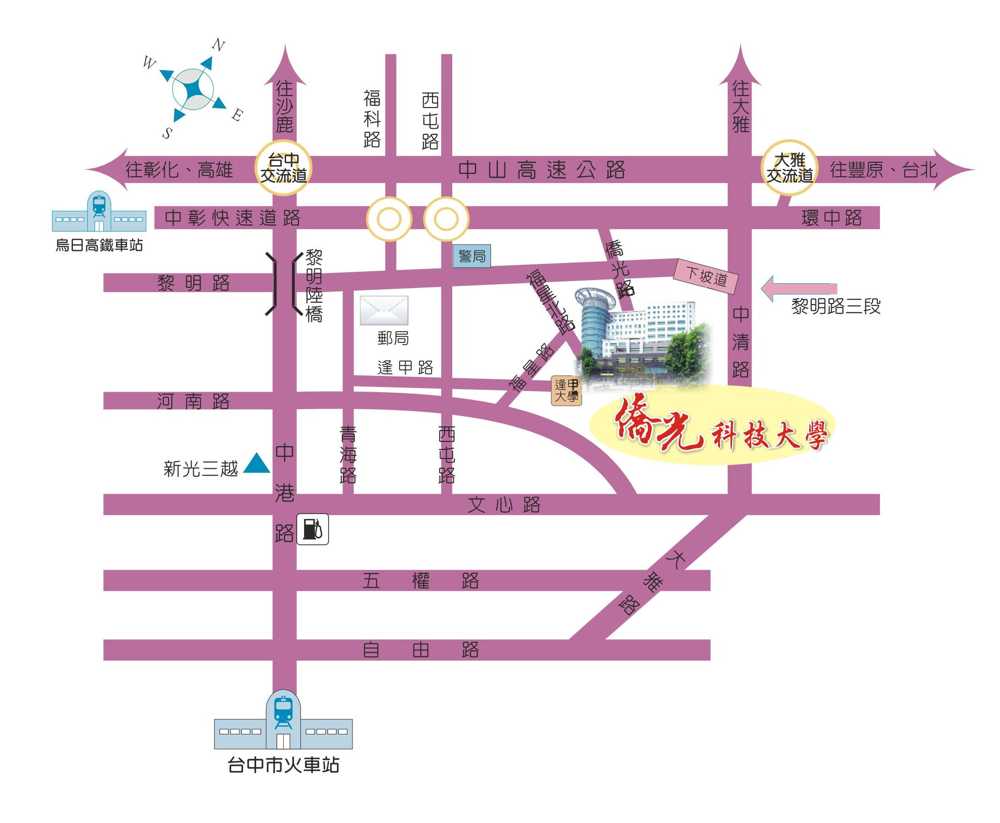 N
W
E
S
往沙鹿
福科路
西屯路
往大雅
往彰化、高雄
台中
交流道
中山高速公路
大雅
交流道
往豐原、台北
中彰快速道路
環中路
烏日高鐵車站
警局
僑光路
黎明陸橋
黎明路
下坡道
福星北路
黎明路三段
郵局
中清路
逢甲路
福星路
逢甲
大學
河南路
僑光科技大學
青海路
西屯路
中港路
新光三越
文心路
大雅路
五權路
自由路
台中市火車站